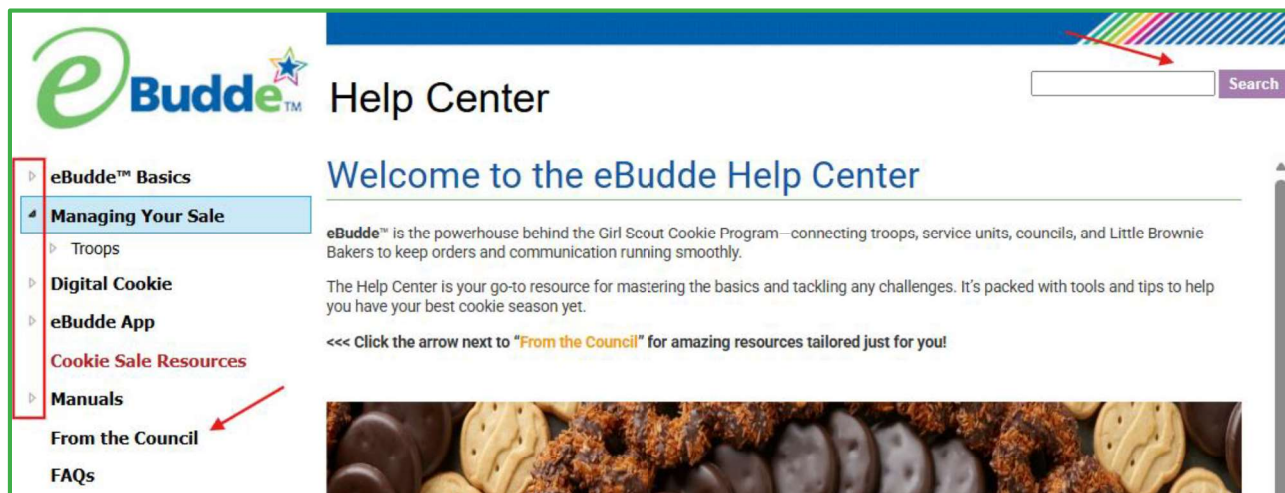 eBudde™
Help Center
Search
eBudde™ Basics
Managing Your Sale
Troops
Digital Cookie
eBudde App
Cookie Sale Resources
Manuals
From the Council
FAQs
Welcome to the eBudde Help Center
eBudde™ is the powerhouse behind the Girl Scout Cookie Program—connecting troops, service units, councils, and Little Brownie
Bakers to keep orders and communication running smoothly.
The Help Center is your go-to resource for mastering the basics and tackling any challenges. It's packed with tools and tips to help
you have your best cookie season yet.
<<< Click the arrow next to “From the Council” for amazing resources tailored just for you!